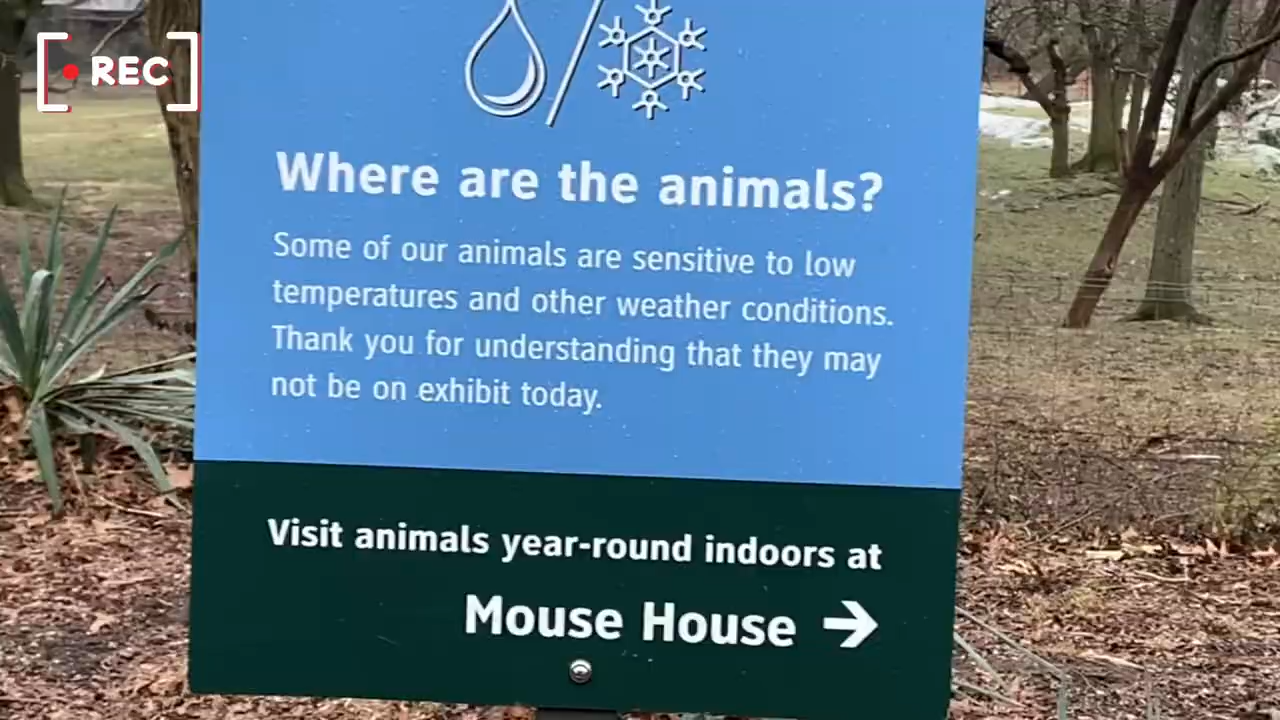 REC
Where are the animals?
Some of our animals are sensitive to low
temperatures and other weather conditions.
Thank you for understanding that they may
not be on exhibit today.
Visit animals year-round indoors at
Mouse House →